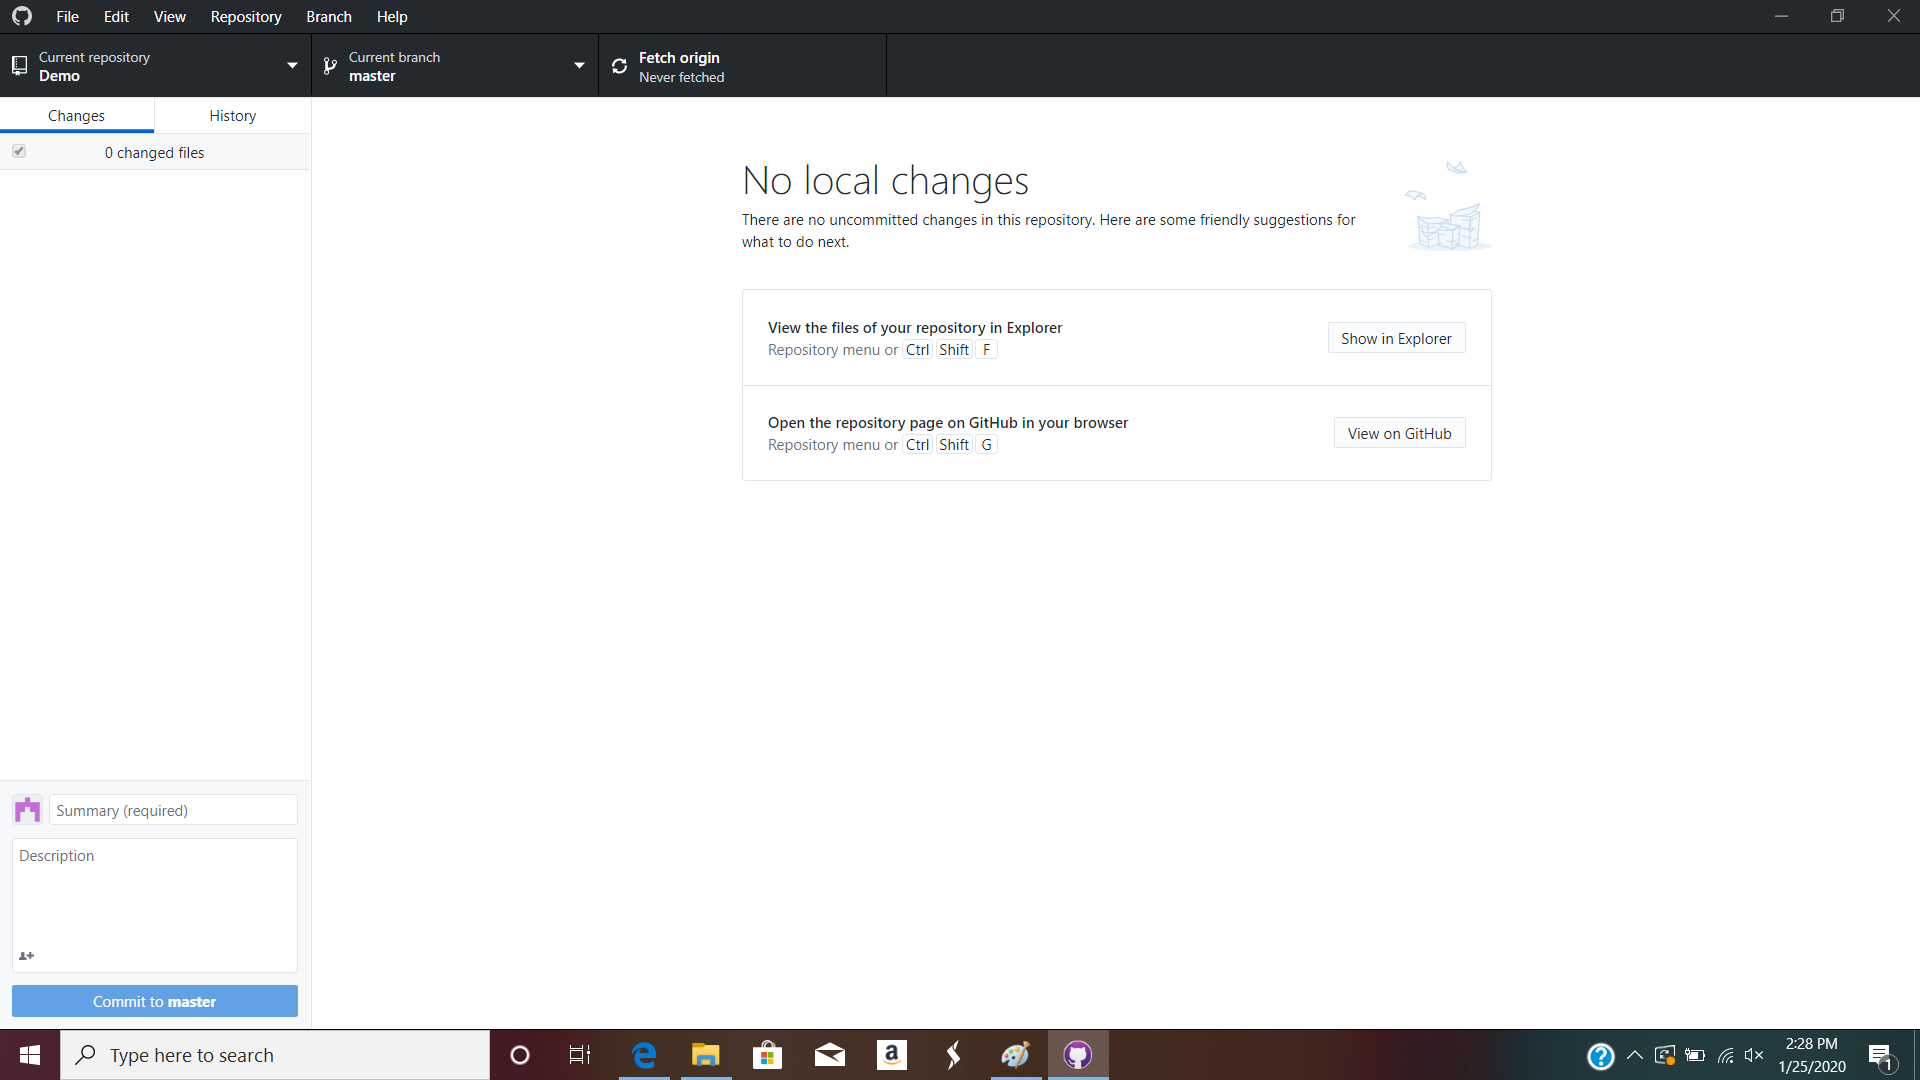 File Edit View Repository Branch Help
Current repository
Demo
Current branch
master
Fetch origin
Never fetched
Changes History
0 changed files
No local changes
There are no uncommitted changes in this repository. Here are some friendly suggestions for
what to do next.
View the files of your repository in Explorer
Repository menu or Ctrl Shift F
Show in Explorer
Open the repository page on GitHub in your browser
Repository menu or Ctrl Shift G
View on GitHub
Summary (required)
Description
Commit to master
Type here to search
a
?
2:28 PM
1/25/2020
1